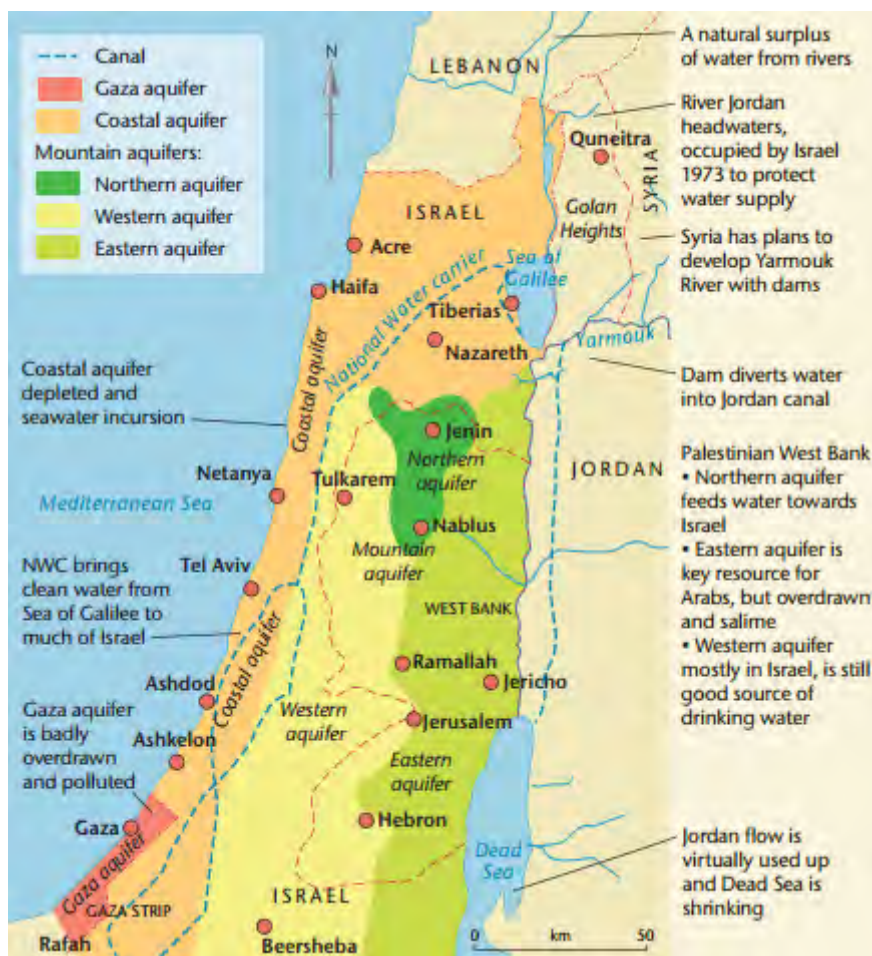 Canal
Gaza aquifer
Coastal aquifer
Mountain aquifers:
Northern aquifer
Western aquifer
Eastern aquifer
N
LEBANON
A natural surplus
of water from rivers
River Jordan
headwaters,
occupied by Israel
1973 to protect
water supply
Quneitra
SYRIA
Golan
Heights
Syria has plans to
develop Yarmouk
River with dams
ISRAEL
Acre
Haifa
Sea of
Galilee
Tiberias
National Water carrier
Nazareth
Yarmouk
Coastal aquifer
depleted and
seawater incursion
Coastal aquifer
Dam diverts water
into Jordan canal
Jenin
Northern
aquifer
Netanya
Tulkarem
JORDAN
Mediterranean Sea
Nablus
Mountain
aquifer
Palestinian West Bank
• Northern aquifer
feeds water towards
Israel
• Eastern aquifer is
key resource for
Arabs, but overdrawn
and salime
• Western aquifer
mostly in Israel, is still
good source of
drinking water
NWC brings
clean water from
Sea of Galilee to
much of Israel
Tel Aviv
WEST BANK
Coastal aquifer
Ramallah
Jericho
Ashdod
Western
aquifer
Jerusalem
Gaza aquifer
is badly
overdrawn
and polluted
Ashkelon
Eastern
aquifer
Gaza
Hebron
Gaza aquifer
GAZA STRIP
Dead
Sea
Jordan flow is
virtually used up
and Dead Sea is
shrinking
ISRAEL
Rafah
Beersheba
0 km 50